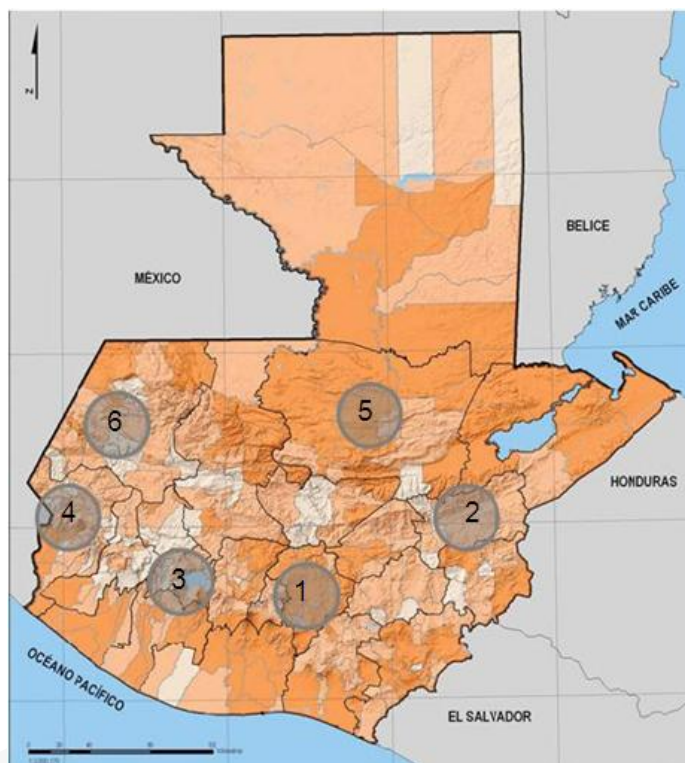 N
BELICE
MÉXICO
MAR CARIBE
6
5
HONDURAS
4
2
3
1
OCÉANO PACÍFICO
EL SALVADOR